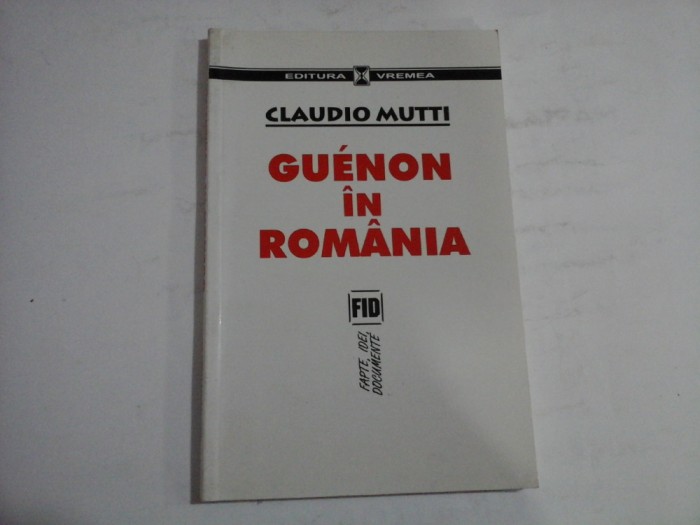 EDITURA VREMEA
CLAUDIO MUTTI
GUÉNON
ÎN
ROMÂNIA
FID
FAPTE, IDEI,
DOCUMENTE